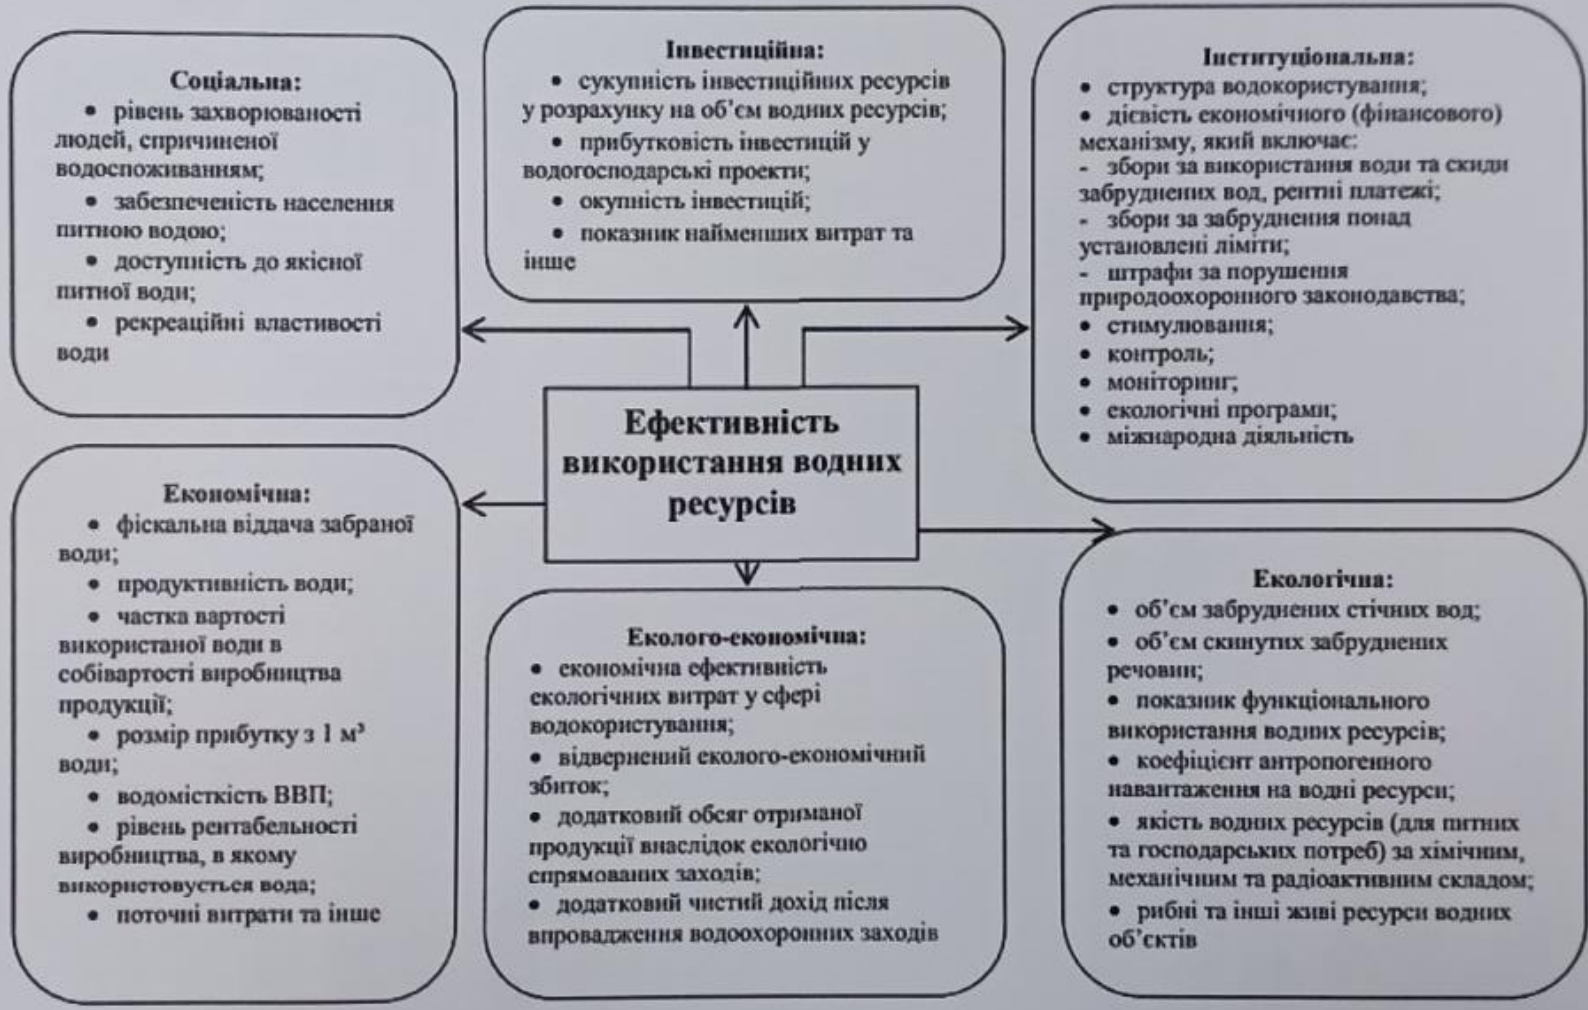 Соціальна:
• рівень захворюваності
людей, спричиненої
водоспоживанням;
• забезпеченість населення
питною водою;
• доступність до якісної
питної води;
• рекреаційні властивості
води
Інвестиційна:
• сукупність інвестиційних ресурсів
у розрахунку на об’єм водних ресурсів;
• прибутковість інвестицій у
водогосподарські проекти;
• окупність інвестицій;
• показник найменших витрат та
інше
Інституціональна:
• структура водокористування;
• дієвість економічного (фінансового)
механізму, який включає:
- збори за використання води та скиди
забруднених вод, рентні платежі;
- збори за забруднення понад
установлені ліміти;
- штрафи за порушення
природоохоронного законодавства;
• стимулювання;
• контроль;
• моніторинг;
• екологічні програми;
• міжнародна діяльність
Ефективність
використання водних
ресурсів
Економічна:
• фіскальна віддача забраної
води;
• продуктивність води;
• частка вартості
використаної води в
собівартості виробництва
продукції;
• розмір прибутку з 1 м³
води;
• водомісткість ВВП;
• рівень рентабельності
виробництва, в якому
використовується вода;
• поточні витрати та інше
Еколого-економічна:
• економічна ефективність
екологічних витрат у сфері
водокористування;
• відвернений еколого-економічний
збиток;
• додатковий обсяг отриманої
продукції внаслідок екологічно
спрямованих заходів;
• додатковий чистий дохід після
впровадження водоохоронних заходів
Екологічна:
• об’єм забруднених стічних вод;
• об’єм скинутих забруднених
речовин;
• показник функціонального
використання водних ресурсів;
• коефіцієнт антропогенного
навантаження на водні ресурси;
• якість водних ресурсів (для питних
та господарських потреб) за хімічним,
механічним та радіоактивним складом;
• рибні та інші живі ресурси водних
об’єктів